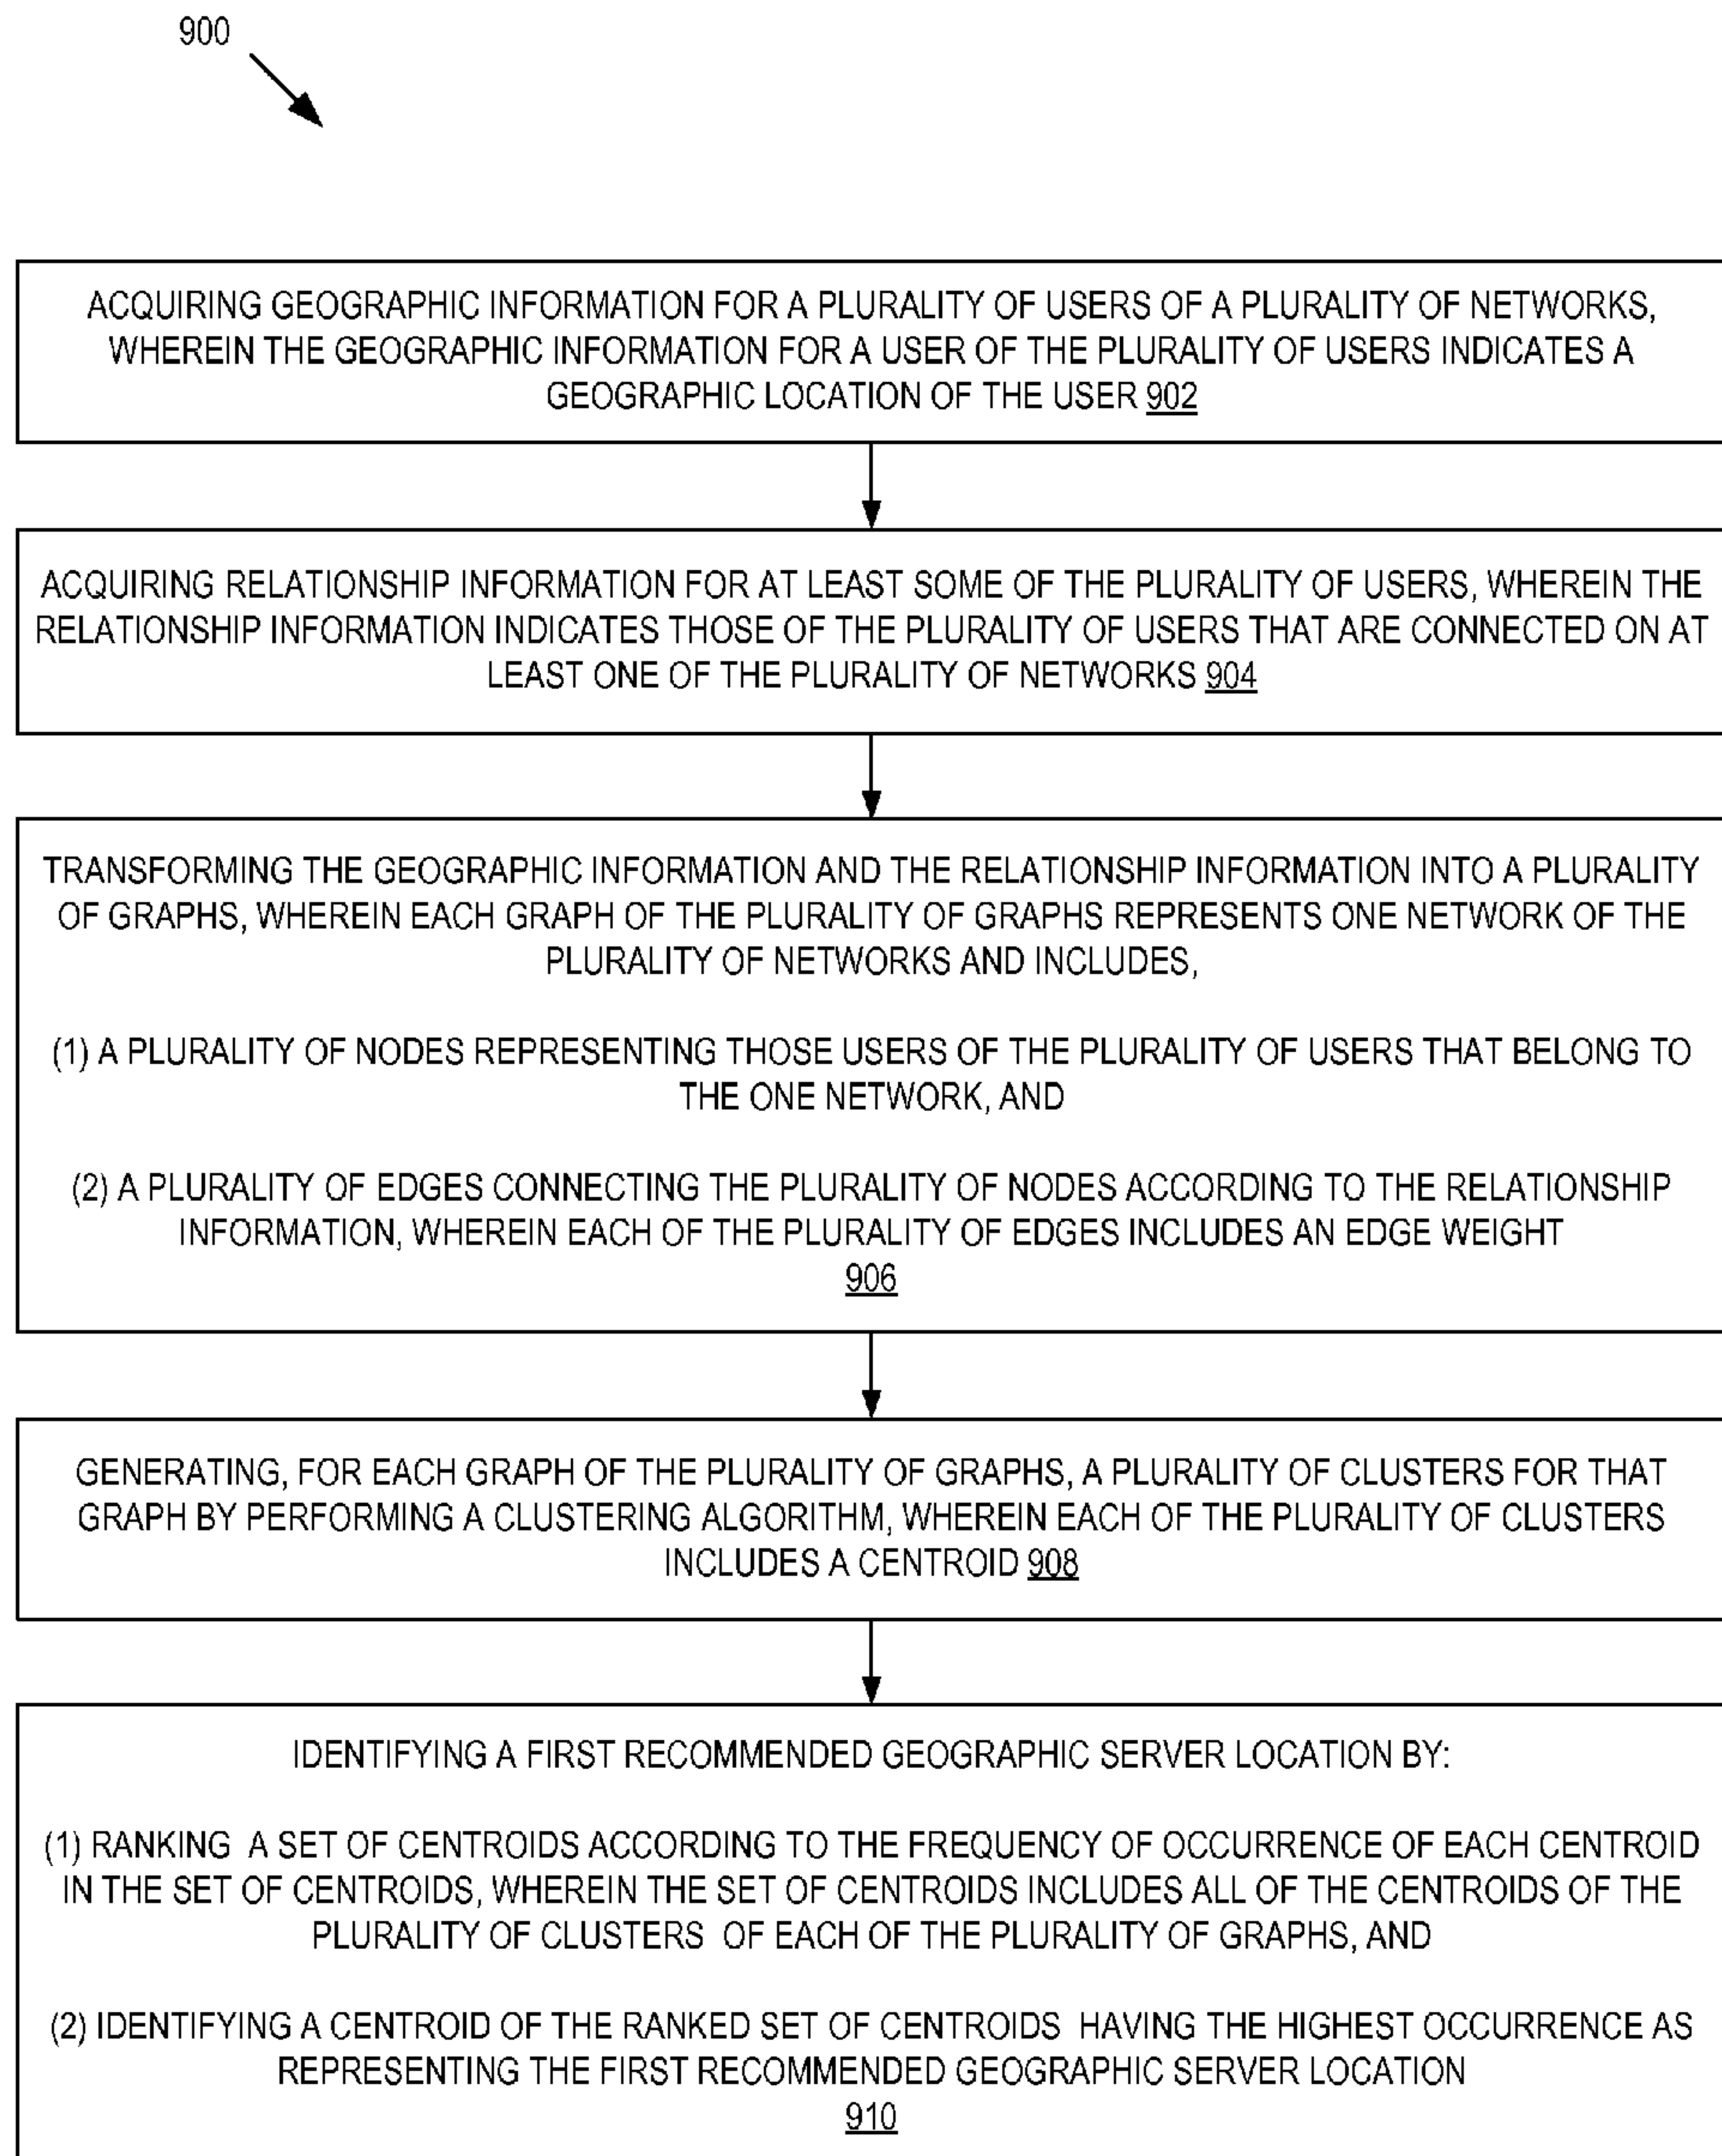 900
ACQUIRING GEOGRAPHIC INFORMATION FOR A PLURALITY OF USERS OF A PLURALITY OF NETWORKS,
WHEREIN THE GEOGRAPHIC INFORMATION FOR A USER OF THE PLURALITY OF USERS INDICATES A
GEOGRAPHIC LOCATION OF THE USER 902
ACQUIRING RELATIONSHIP INFORMATION FOR AT LEAST SOME OF THE PLURALITY OF USERS, WHEREIN THE
RELATIONSHIP INFORMATION INDICATES THOSE OF THE PLURALITY OF USERS THAT ARE CONNECTED ON AT
LEAST ONE OF THE PLURALITY OF NETWORKS 904
TRANSFORMING THE GEOGRAPHIC INFORMATION AND THE RELATIONSHIP INFORMATION INTO A PLURALITY
OF GRAPHS, WHEREIN EACH GRAPH OF THE PLURALITY OF GRAPHS REPRESENTS ONE NETWORK OF THE
PLURALITY OF NETWORKS AND INCLUDES,
(1) A PLURALITY OF NODES REPRESENTING THOSE USERS OF THE PLURALITY OF USERS THAT BELONG TO
THE ONE NETWORK, AND
(2) A PLURALITY OF EDGES CONNECTING THE PLURALITY OF NODES ACCORDING TO THE RELATIONSHIP
INFORMATION, WHEREIN EACH OF THE PLURALITY OF EDGES INCLUDES AN EDGE WEIGHT
906
GENERATING, FOR EACH GRAPH OF THE PLURALITY OF GRAPHS, A PLURALITY OF CLUSTERS FOR THAT
GRAPH BY PERFORMING A CLUSTERING ALGORITHM, WHEREIN EACH OF THE PLURALITY OF CLUSTERS
INCLUDES A CENTROID 908
IDENTIFYING A FIRST RECOMMENDED GEOGRAPHIC SERVER LOCATION BY:
(1) RANKING A SET OF CENTROIDS ACCORDING TO THE FREQUENCY OF OCCURRENCE OF EACH CENTROID
IN THE SET OF CENTROIDS, WHEREIN THE SET OF CENTROIDS INCLUDES ALL OF THE CENTROIDS OF THE
PLURALITY OF CLUSTERS OF EACH OF THE PLURALITY OF GRAPHS, AND
(2) IDENTIFYING A CENTROID OF THE RANKED SET OF CENTROIDS HAVING THE HIGHEST OCCURRENCE AS
REPRESENTING THE FIRST RECOMMENDED GEOGRAPHIC SERVER LOCATION
910